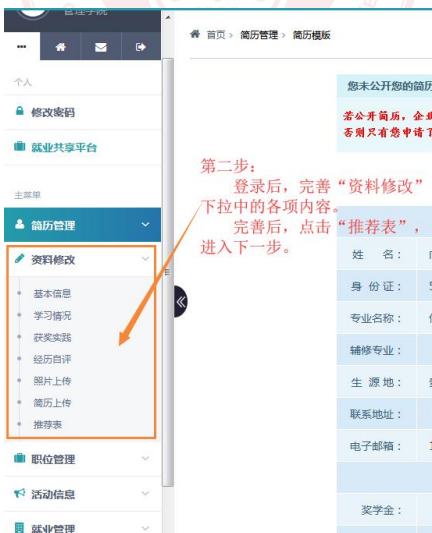 管理学院
首页 > 简历管理 > 简历模版
个人
修改密码
就业共享平台
主菜单
简历管理
资料修改
基本信息
学习情况
获奖实践
经历自评
照片上传
简历上传
推荐表
职位管理
活动信息
就业管理
您未公开您的简历
若公开简历，企
否则只有您申请了
第二步：
登录后，完善“资料修改”
下拉中的各项内容。
完善后，点击“推荐表”，
进入下一步。
姓 名：
身 份 证：
专业名称：
辅修专业：
生 源 地：
联系地址：
电子邮箱：
奖学金：